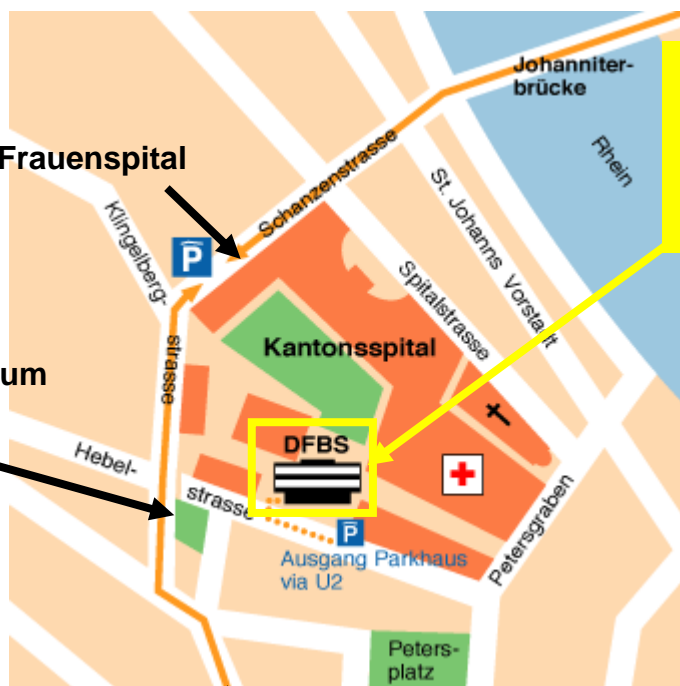 Johanniter-
brücke
Rhein
Frauenspital
Schanzenstrasse
St. Johanns Vorstadt
Klingelberg-
strasse
P
Spitalstrasse
Kantonsspital
um
DFBS
Hebel-
strasse
P
Ausgang Parkhaus
via U2
Petersgraben
Peters-
platz